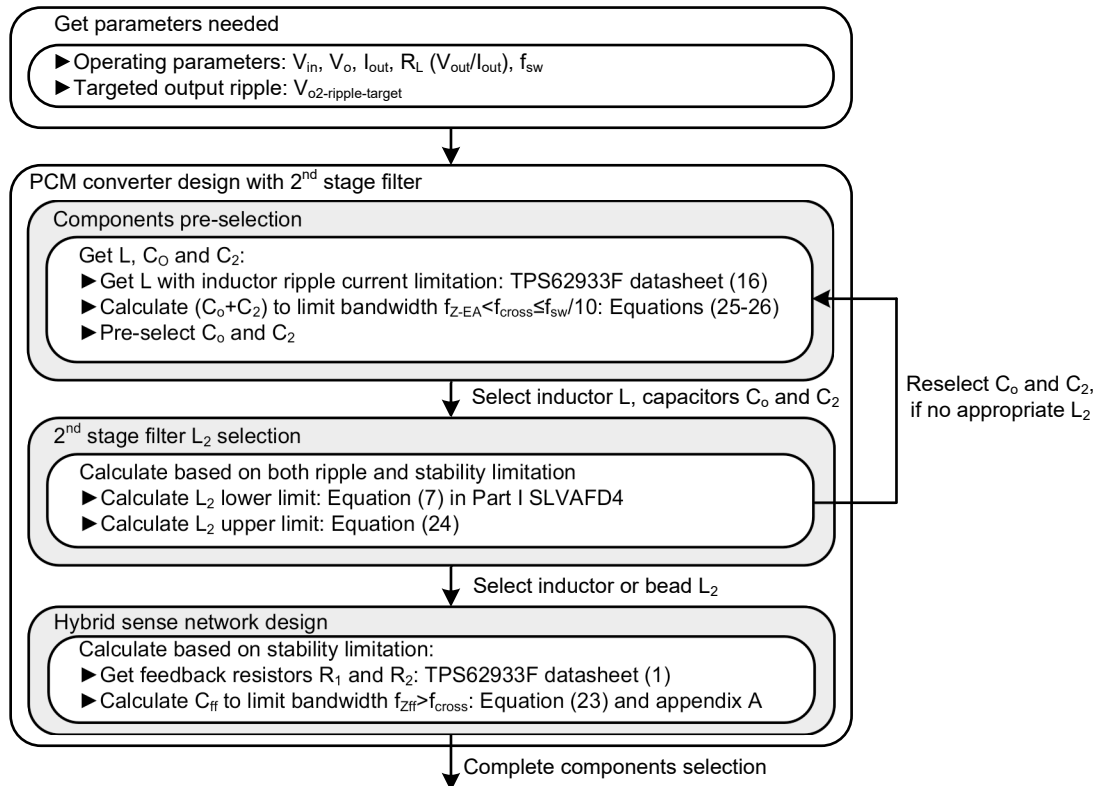 Get parameters needed
►Operating parameters: Vin, Vo, Iout, RL (Vout/Iout), fsw
►Targeted output ripple: Vo2-ripple-target
PCM converter design with 2nd stage filter
Components pre-selection
Get L, CO and C2:
►Get L with inductor ripple current limitation: TPS62933F datasheet (16)
►Calculate (Co+C2) to limit bandwidth fZ-EA<fcross≤fsw/10: Equations (25-26)
►Pre-select Co and C2
Select inductor L, capacitors Co and C2
Reselect Co and C2,
if no appropriate L2
2nd stage filter L2 selection
Calculate based on both ripple and stability limitation
►Calculate L2 lower limit: Equation (7) in Part I SLVAFD4
►Calculate L2 upper limit: Equation (24)
Select inductor or bead L2
Hybrid sense network design
Calculate based on stability limitation:
►Get feedback resistors R1 and R2: TPS62933F datasheet (1)
►Calculate Cff to limit bandwidth fZff>fcross: Equation (23) and appendix A
Complete components selection